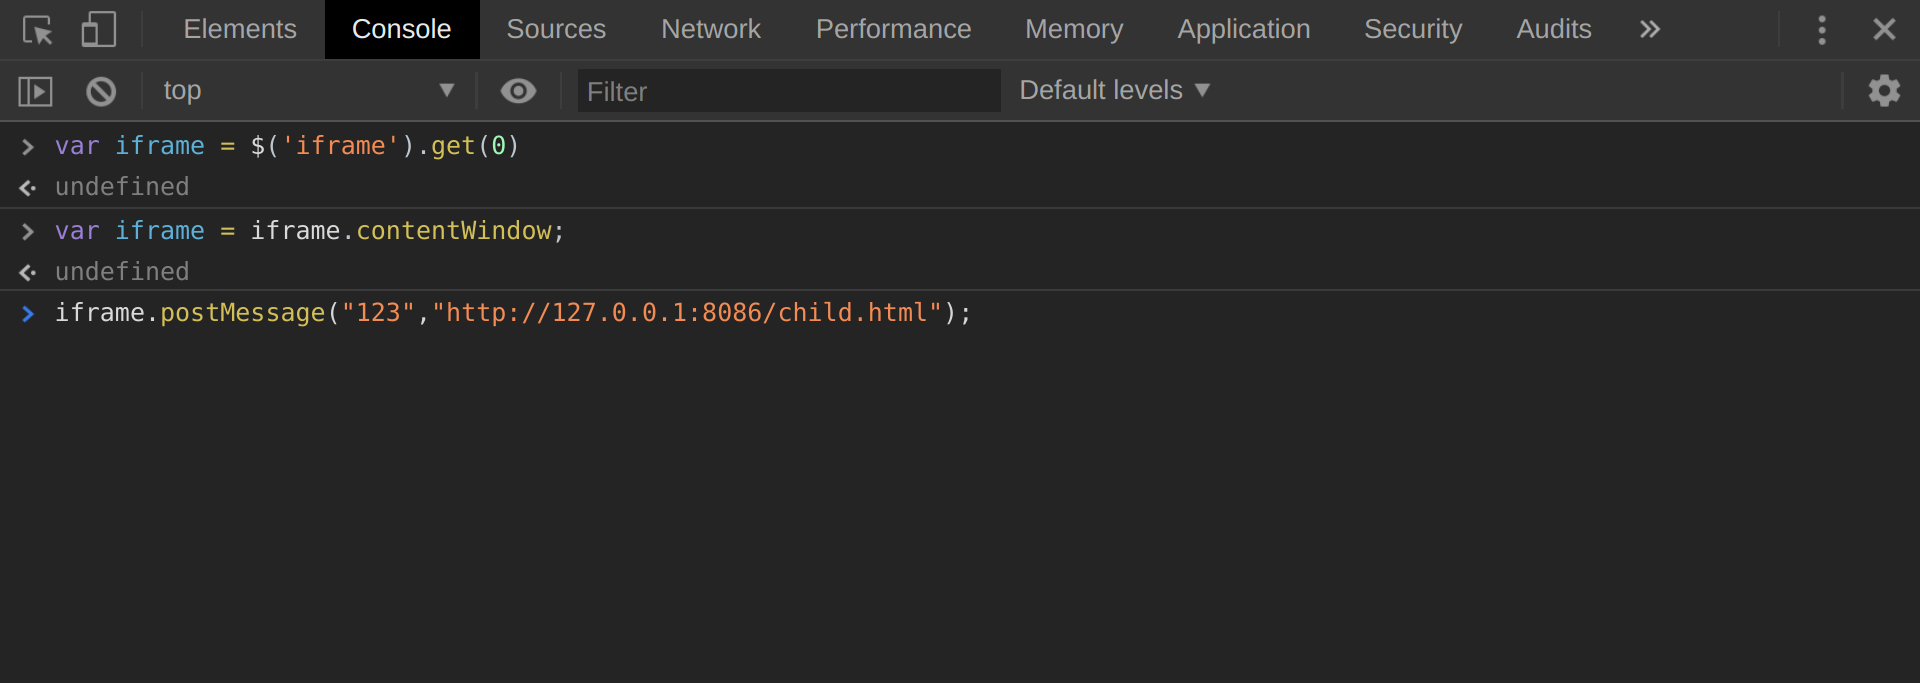 Elements Console Sources Network Performance Memory Application Security Audits
top Filter Default levels
var iframe = $('iframe').get(0)
undefined
var iframe = iframe.contentWindow;
undefined
iframe.postMessage("123","http://127.0.0.1:8086/child.html");